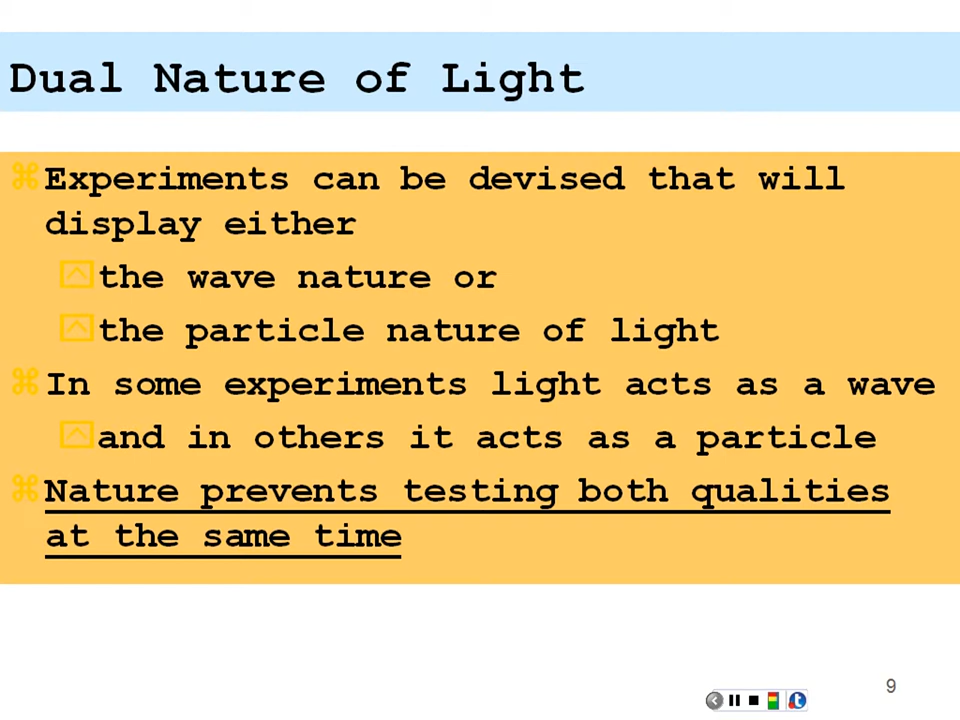 Dual Nature of Light
Experiments can be devised that will
display either
the wave nature or
the particle nature of light
In some experiments light acts as a wave
and in others it acts as a particle
Nature prevents testing both qualities
at the same time
9